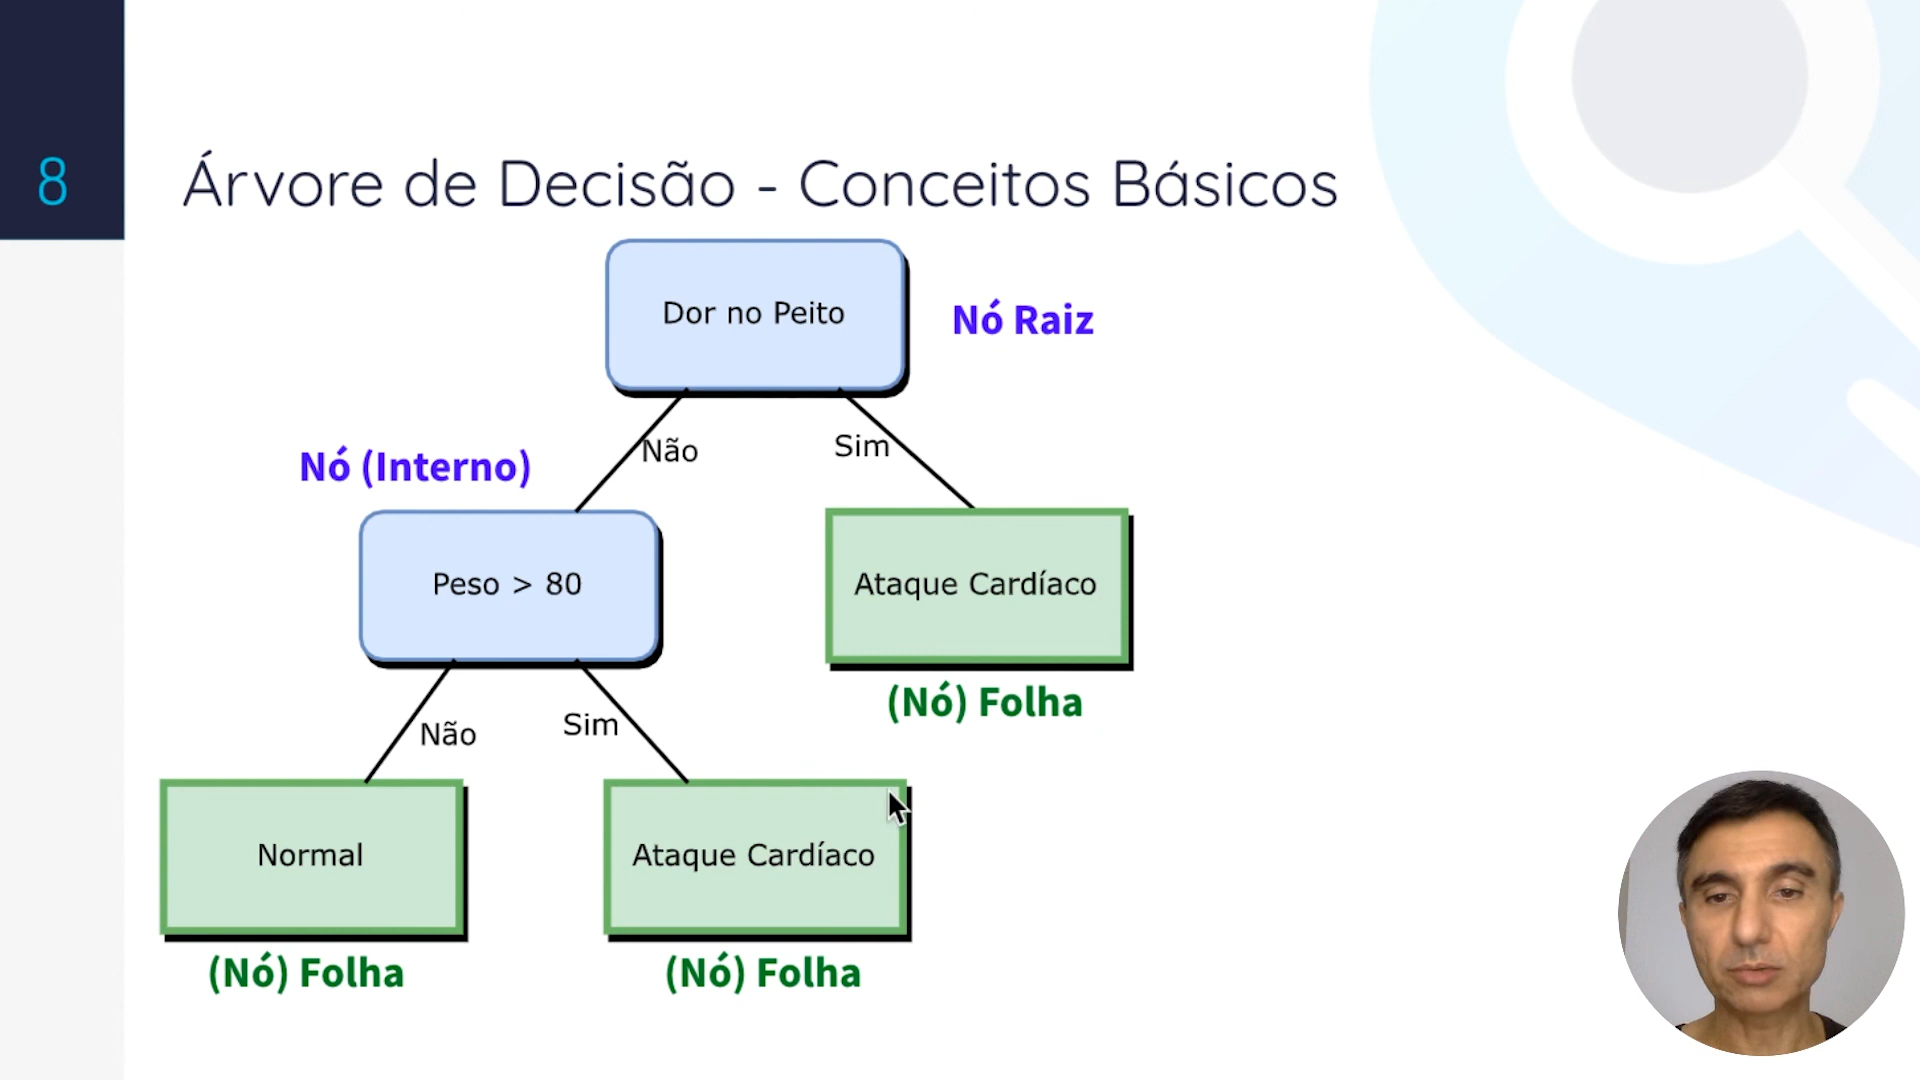 8
Árvore de Decisão - Conceitos Básicos
Dor no Peito
Nó Raiz
Não
Sim
Nó (Interno)
Peso > 80
Ataque Cardíaco
(Nó) Folha
Não
Sim
Normal
Ataque Cardíaco
(Nó) Folha
(Nó) Folha